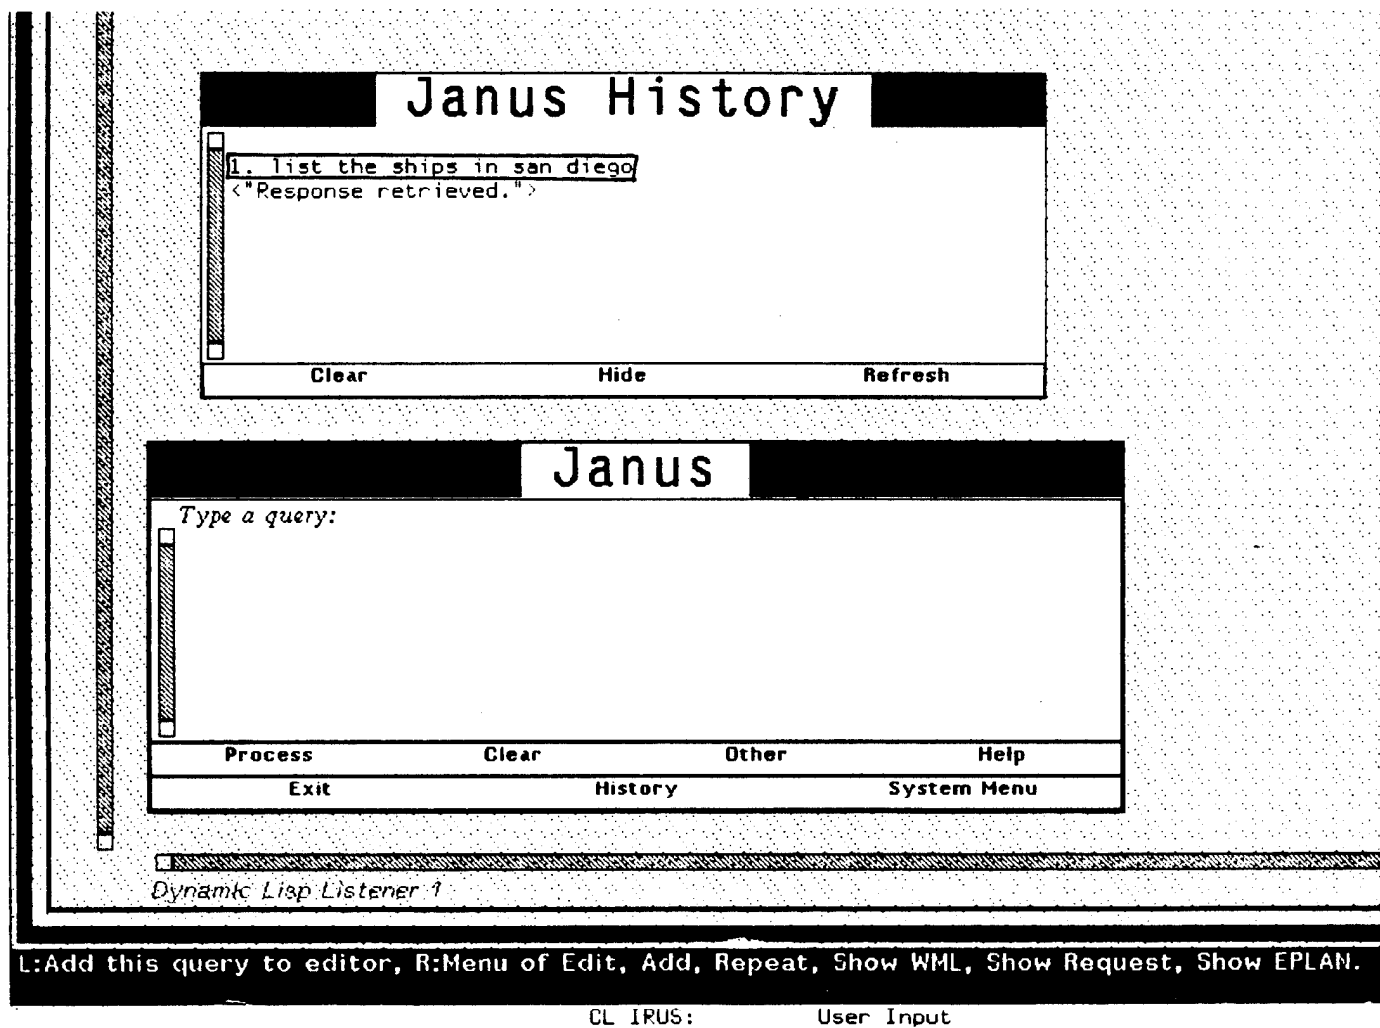 Janus History
1. list the ships in san diego
<"Response retrieved.">
Clear Hide Refresh
Janus
Type a query:
Process Clear Other Help
Exit History System Menu
Dynamic Lisp Listener 1
L:Add this query to editor, R:Menu of Edit, Add, Repeat, Show WML, Show Request, Show EPLAN.
CL IRUS: User Input